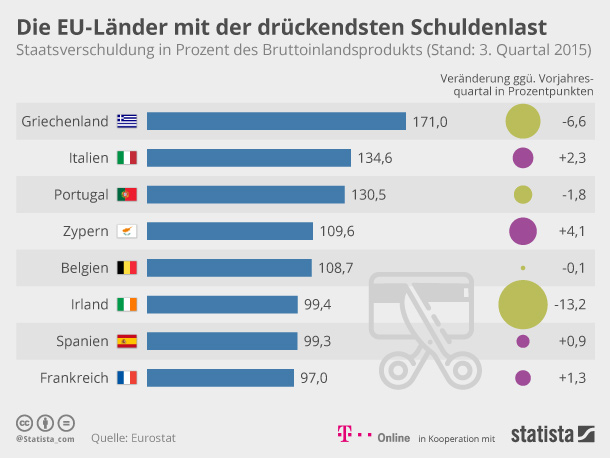 Die EU-Länder mit der drückendsten Schuldenlast
Staatsverschuldung in Prozent des Bruttoinlandsprodukts (Stand: 3. Quartal 2015)
Veränderung ggü. Vorjahres-
quartal in Prozentpunkten
Griechenland 171,0 -6,6
Italien 134,6 +2,3
Portugal 130,5 -1,8
Zypern 109,6 +4,1
Belgien 108,7 -0,1
Irland 99,4 -13,2
Spanien 99,3 +0,9
Frankreich 97,0 +1,3
@Statista_com Quelle: Eurostat T Online in Kooperation mit statista